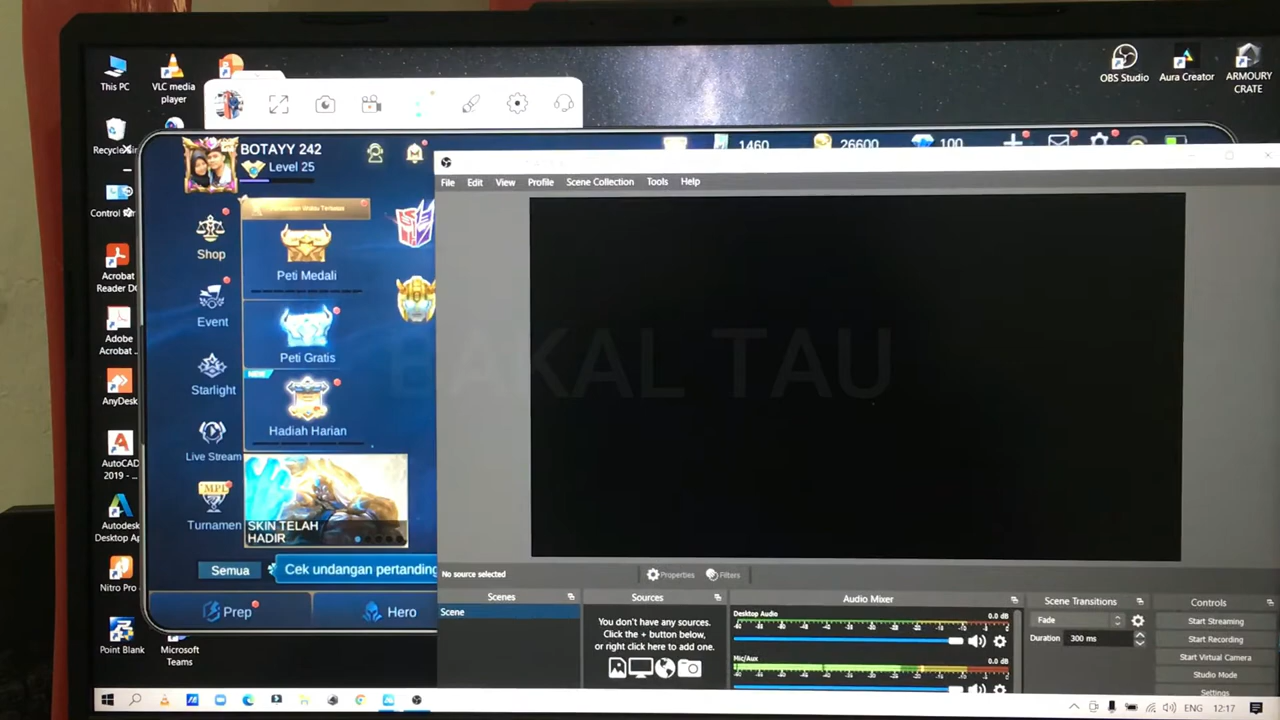 This PC
VLC media
player
OBS Studio
Aura Creator
ARMOURY
CRATE
BOTAYY 242
Level 25
1460
26600
100
File
Edit
View
Profile
Scene Collection
Tools
Help
Shop
Peti Medali
Acrobat
Reader DC
Event
Adobe
Acrobat ...
Peti Gratis
BAKAL TAU
NEW
Starlight
AnyDesk
Hadiah Harian
Live Stream
AutoCAD
2019 - ...
MPL
Turnamen
SKIN TELAH
HADIR
Autodesk
Desktop Ap
Semua
Cek undangan pertanding
No source selected
Properties
Filters
Nitro Pro
Prep
Hero
Scenes
Sources
Audio Mixer
Scene Transitions
Controls
Scene
You don't have any sources.
Click the + button below,
or right click here to add one.
Desktop Audio
0.0 dB
Mic/Aux
0.0 dB
Fade
Duration
300 ms
Start Streaming
Start Recording
Start Virtual Camera
Studio Mode
Settings
Point Blank
Microsoft
Teams
ENG
12:17